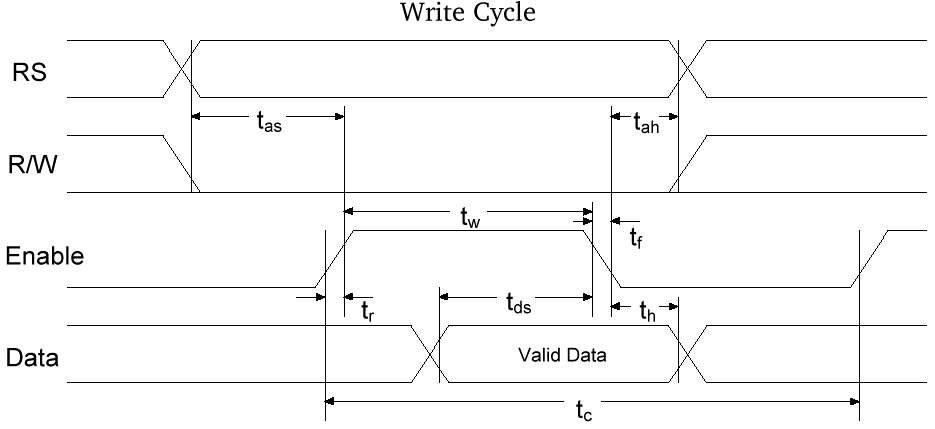 Write Cycle
RS
tas
tah
R/W
tw
tf
Enable
tr
tds
th
Data
Valid Data
tc